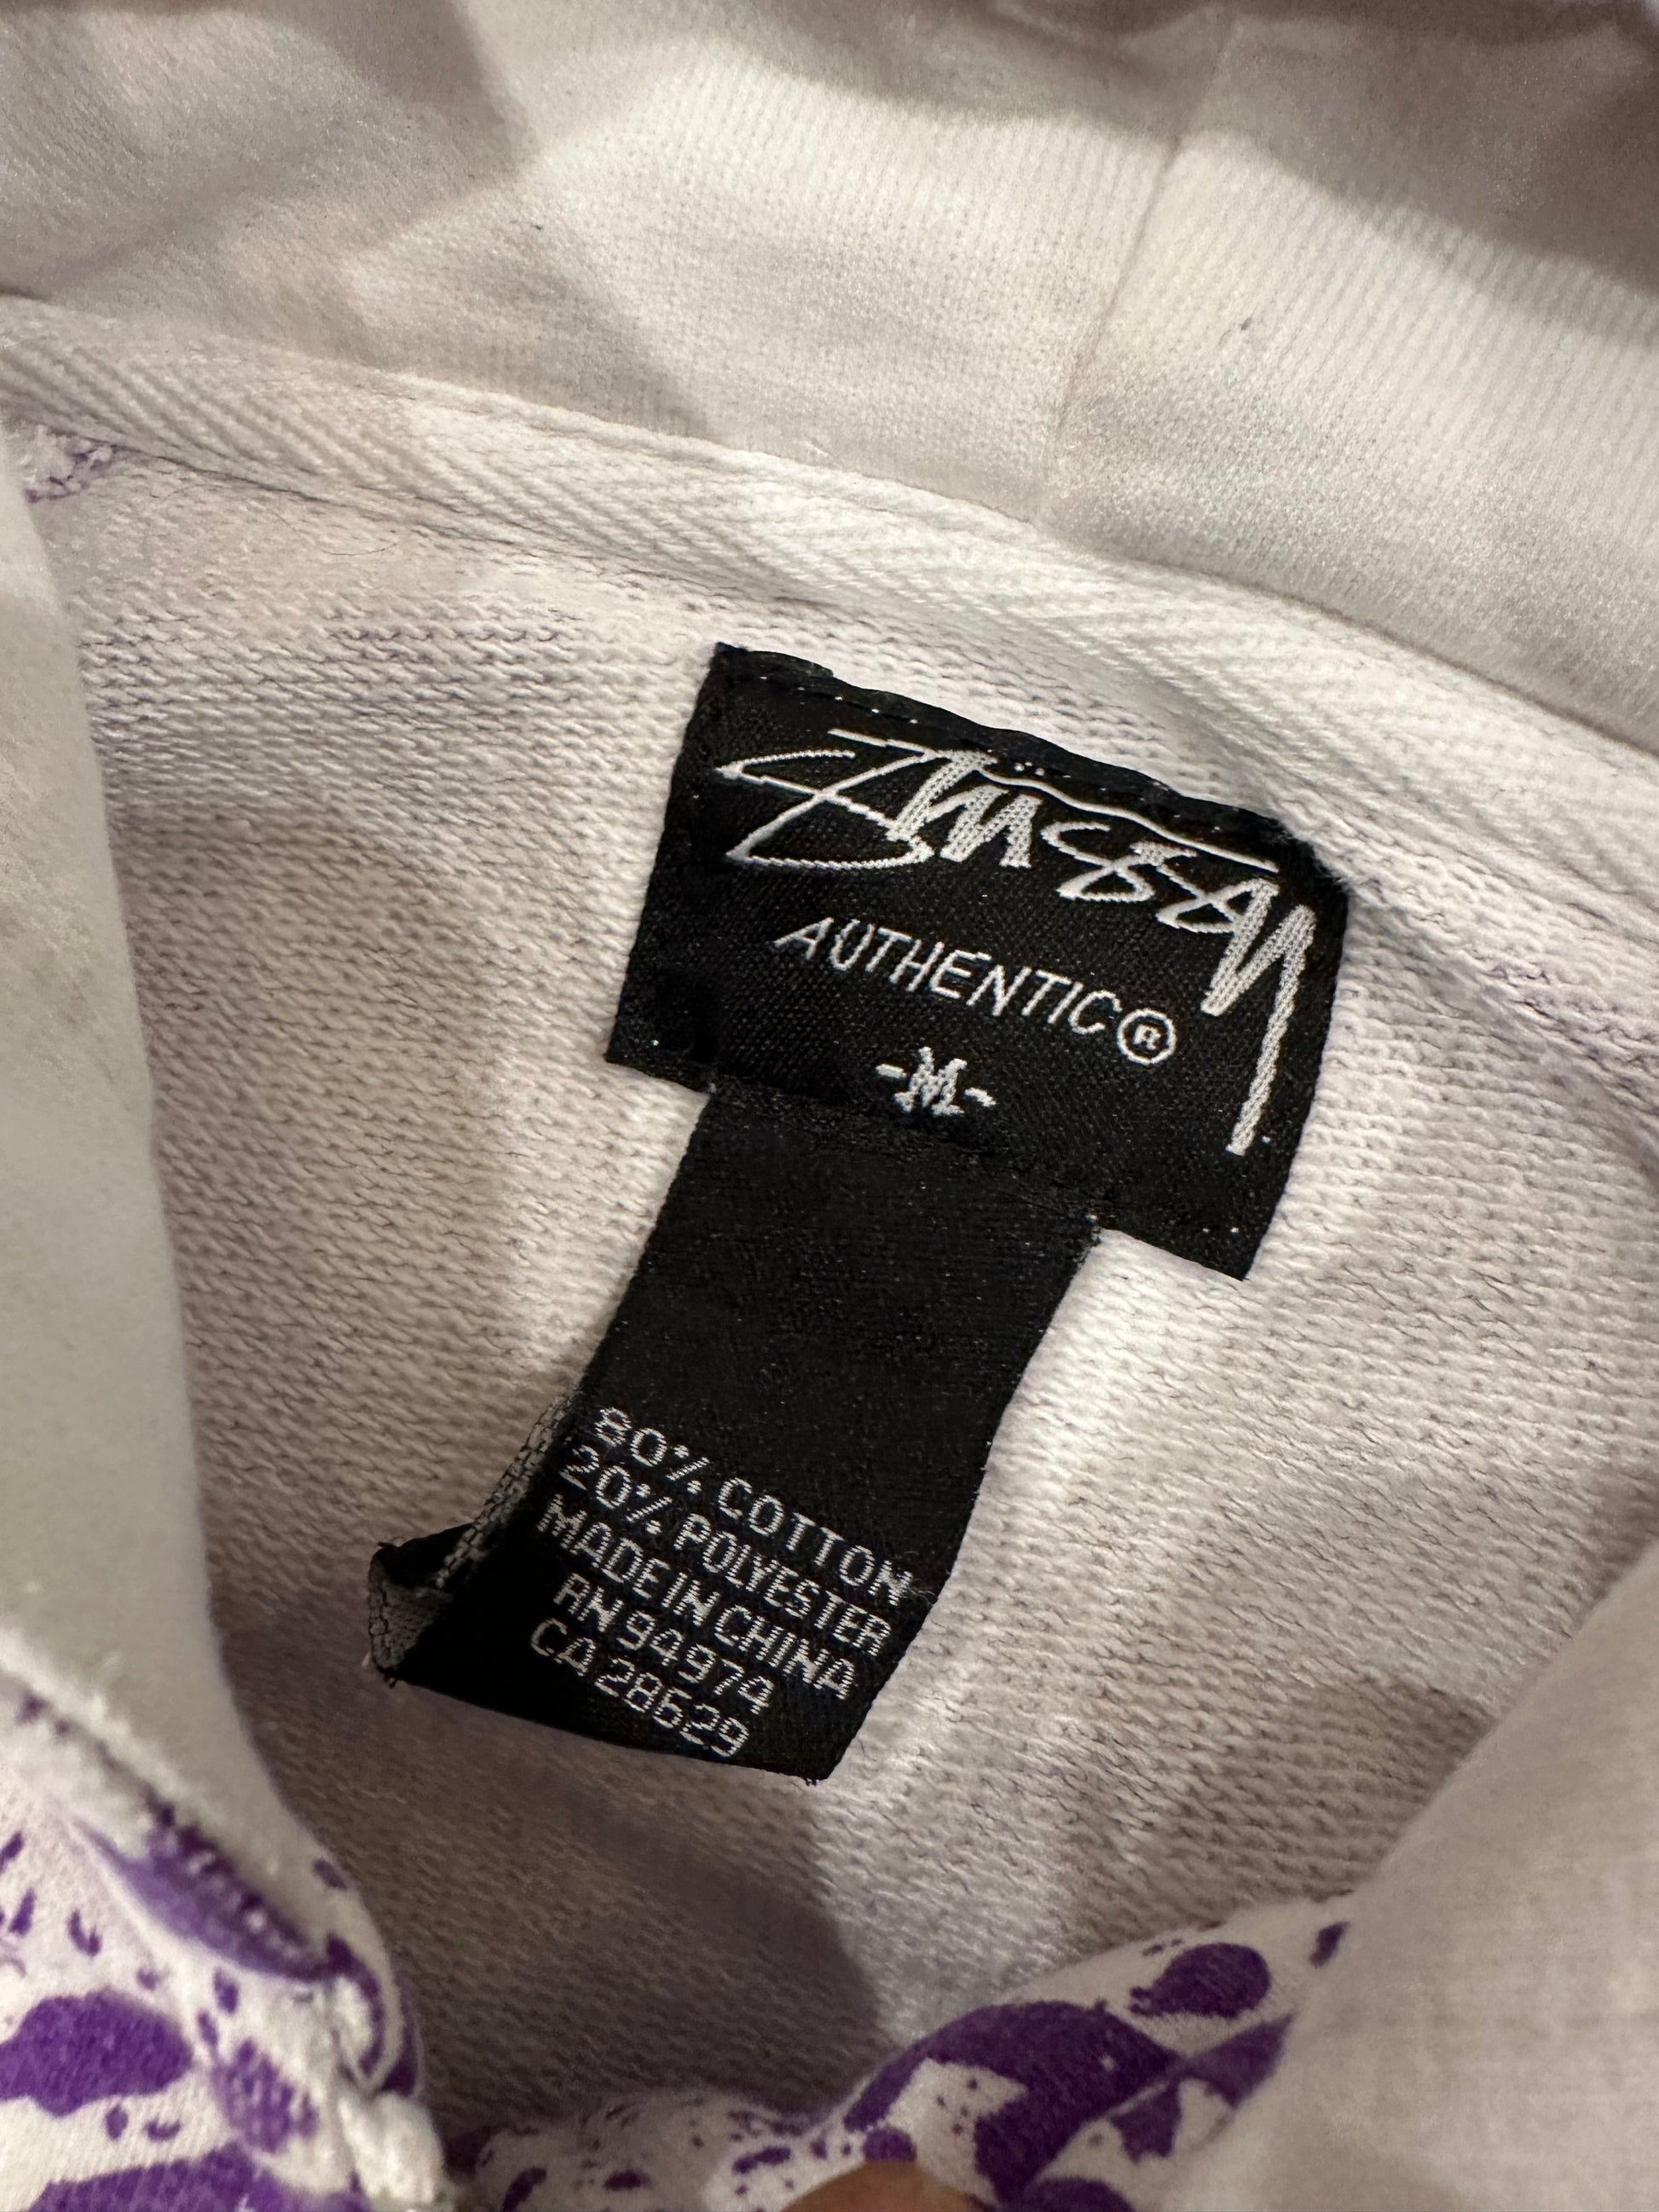 Stüssy
AUTHENTIC®
-M-
80% COTTON
20% POLYESTER
MADE IN CHINA
RN 94974
CA 28629